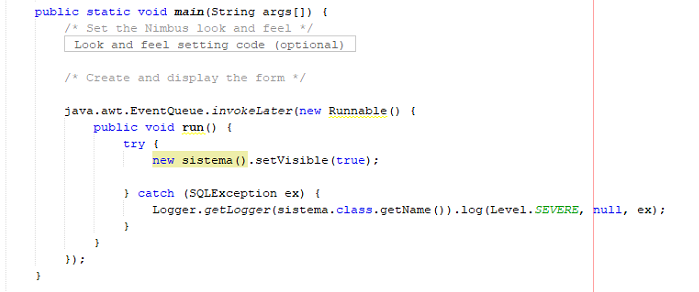 public static void main(String args[]) {
/* Set the Nimbus look and feel */
Look and feel setting code (optional)
/* Create and display the form */
java.awt.EventQueue.invokeLater(new Runnable() {
public void run() {
try {
new sistema().setVisible(true);
} catch (SQLException ex) {
Logger.getLogger(sistema.class.getName()).log(Level.SEVERE, null, ex);
}
}
});
}